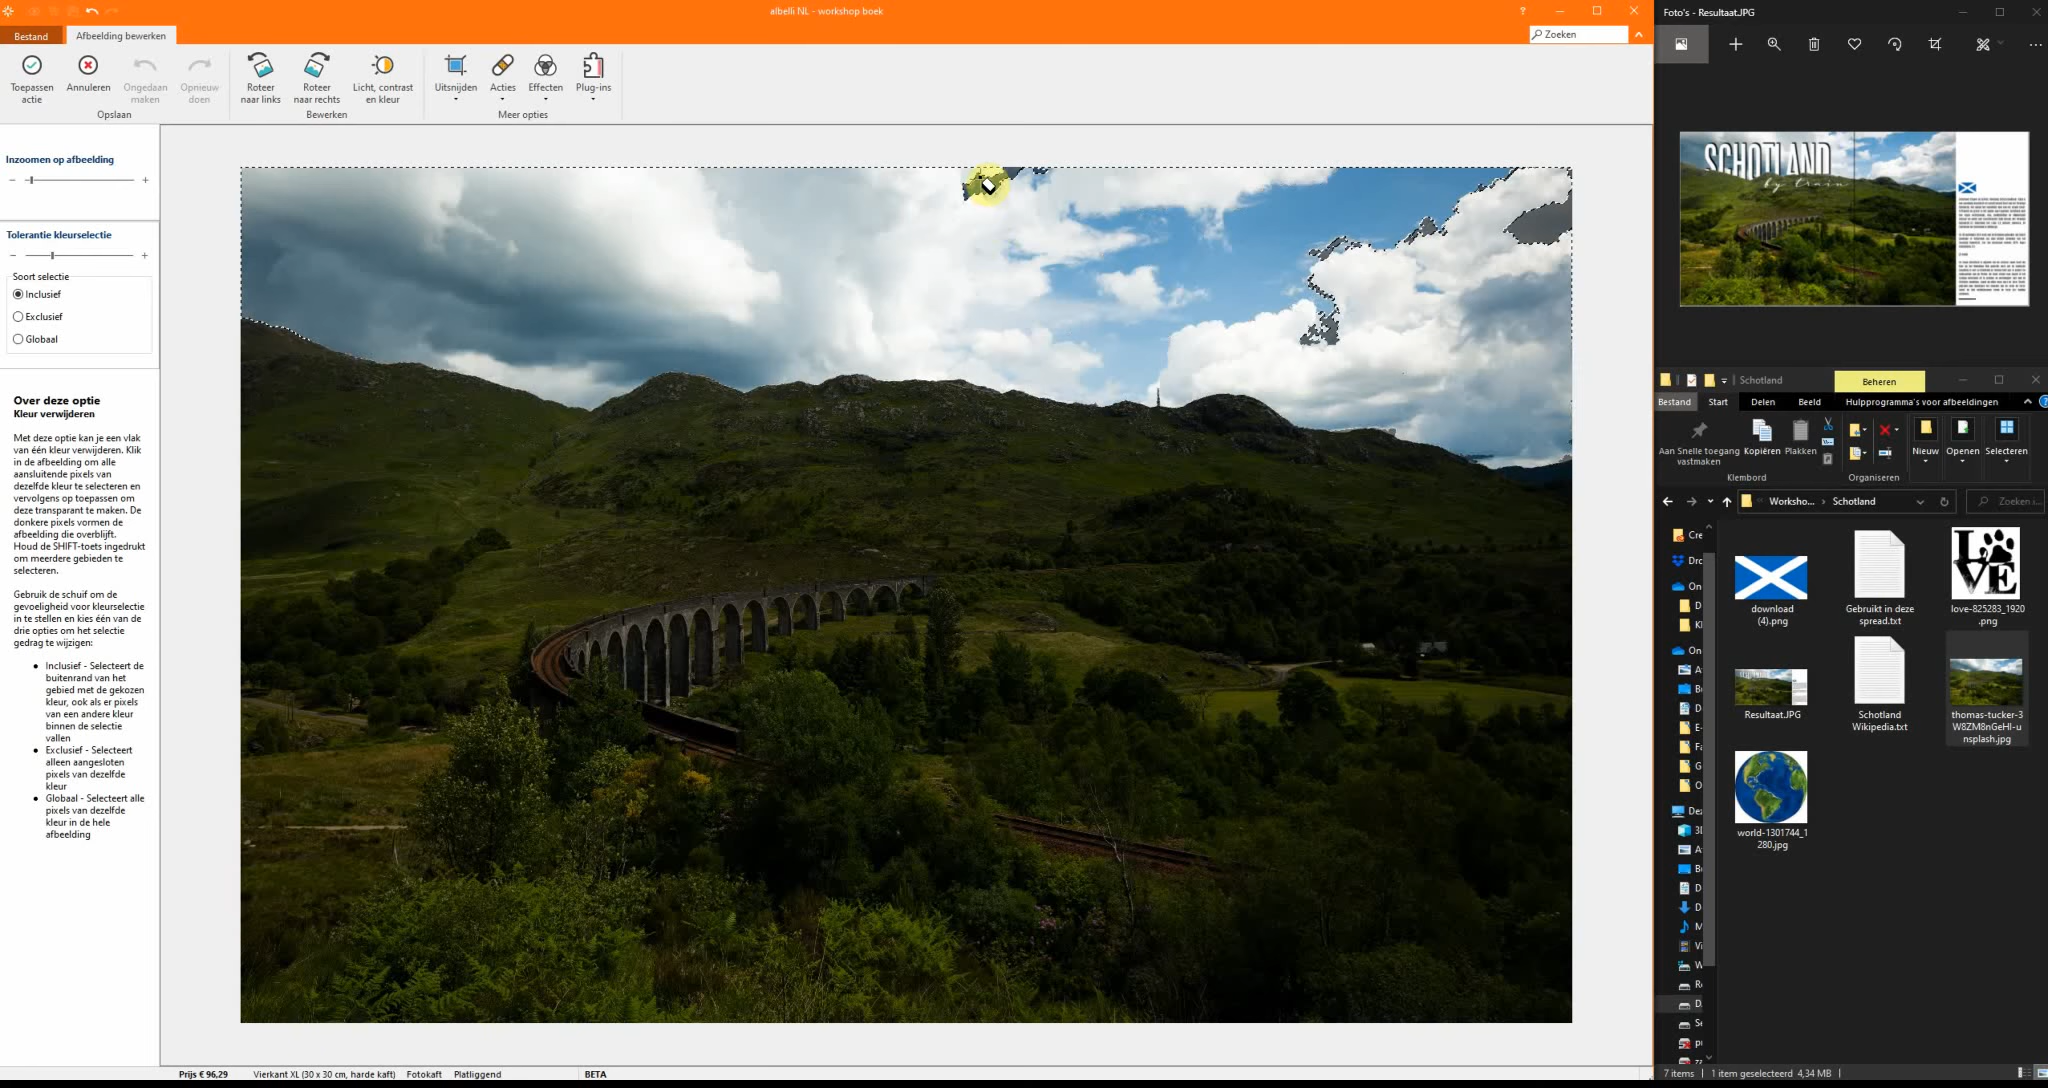 albelli NL - workshop boek
?
Bestand
Afbeelding bewerken
Zoeken
Toepassen actie
Annuleren
Ongedaan maken
Opnieuw doen
Opslaan
Roteer naar links
Roteer naar rechts
Licht, contrast en kleur
Bewerken
Uitsnijden
Acties
Effecten
Plug-ins
Meer opties
Inzoomen op afbeelding
Tolerantie kleurselectie
Soort selectie
Inclusief
Exclusief
Globaal
Over deze optie
Kleur verwijderen
Met deze optie kan je een vlak
van één kleur verwijderen. Klik
in de afbeelding om alle
aansluitende pixels van
dezelfde kleur te selecteren en
vervolgens op toepassen om
deze transparant te maken. De
donkere pixels vormen de
afbeelding die overblijft.
Houd de SHIFT-toets ingedrukt
om meerdere gebieden te
selecteren.
Gebruik de schuif om de
gevoeligheid voor kleurselectie
in te stellen en kies één van de
drie opties om het selectie
gedrag te wijzigen:
Inclusief - Selecteert de
buitenrand van het
gebied met de gekozen
kleur, ook als er pixels
van een andere kleur
binnen de selectie
vallen
Exclusief - Selecteert
alleen aangesloten
pixels van dezelfde
kleur
Globaal - Selecteert alle
pixels van dezelfde
kleur in de hele
afbeelding
Prijs € 96,29
Vierkant XL (30 x 30 cm, harde kaft)
Fotokaft
Platliggend
BETA
Foto's - Resultaat.JPG
SCHOTLAND
by train
Schotland
Beheren
Bestand
Start
Delen
Beeld
Hulpprogramma's voor afbeeldingen
Aan Snelle toegang
vastmaken
Kopiëren
Plakken
Klembord
Organiseren
Nieuw
Openen
Selecteren
Worksho...
Schotland
Zoeken i...
Cre
Drc
On
On
Dez
download
(4).png
Gebruikt in deze
spread.txt
LOVE
love-825283_1920
.png
Resultaat.JPG
Schotland
Wikipedia.txt
thomas-tucker-3
W8ZM8nGeHI-u
nsplash.jpg
world-1301744_1
280.jpg
7 items
1 item geselecteerd 4,34 MB